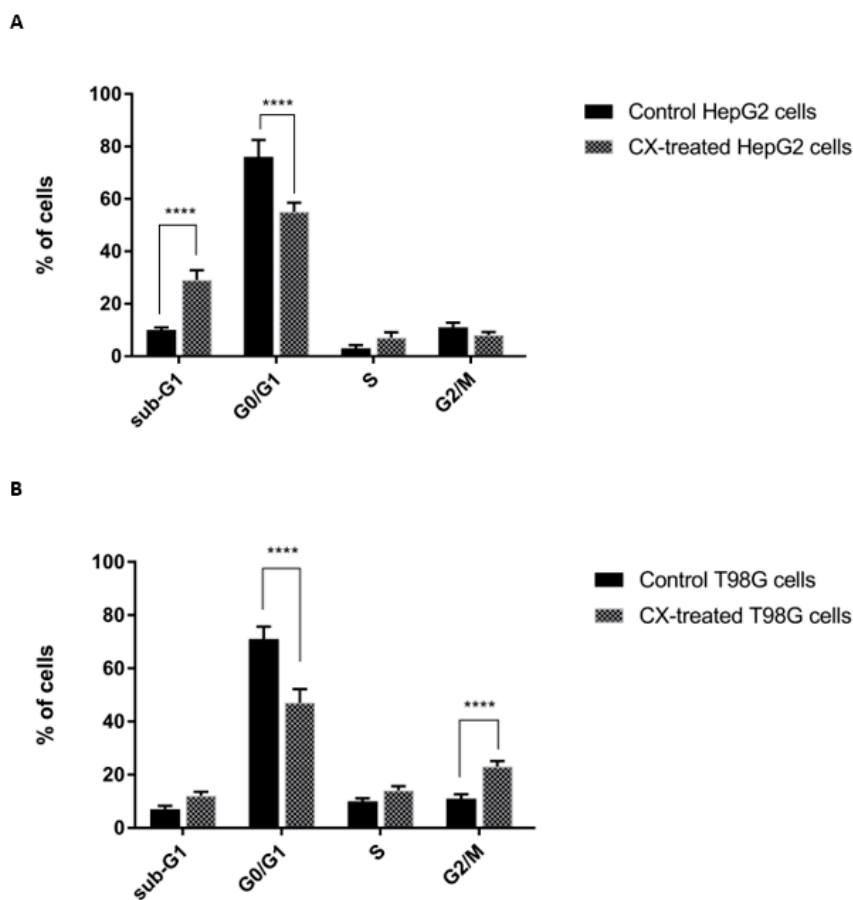 A
100
80
60
40
20
0
% of cells
****
****
sub-G1
G0/G1
S
G2/M
Control HepG2 cells
CX-treated HepG2 cells
B
100
80
60
40
20
0
% of cells
****
****
sub-G1
G0/G1
S
G2/M
Control T98G cells
CX-treated T98G cells